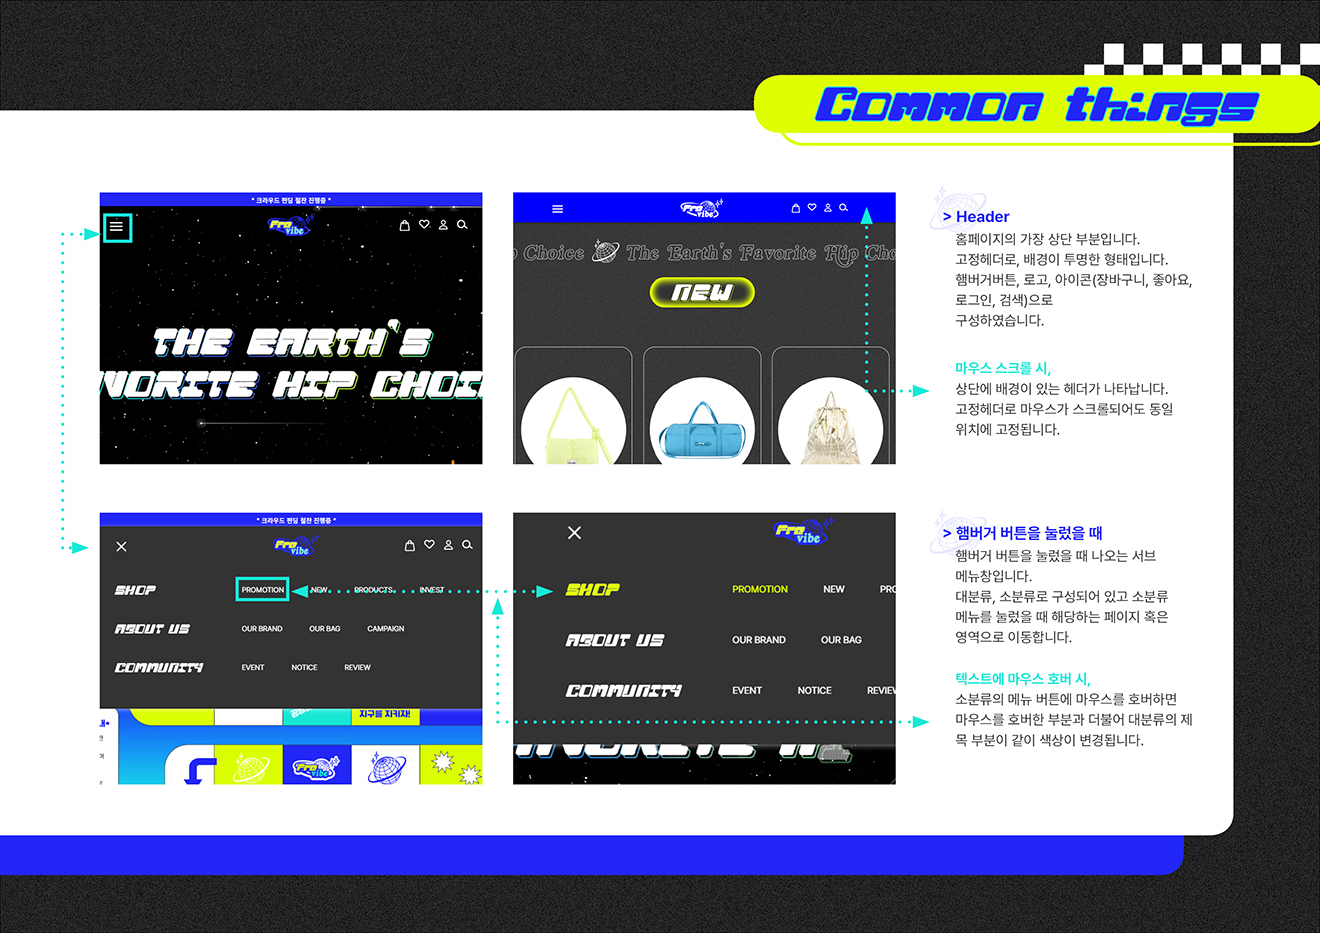 Common things
* 크라우드 펀딩 절찬 진행중 *
Fro
vibe
THE EARTH'S
VORITE HIP CHOI
Fro
vibe
p Choice The Earth's Favorite Hip Cho
NEW
> Header
홈페이지의 가장 상단 부분입니다.
고정헤더로, 배경이 투명한 형태입니다.
햄버거버튼, 로고, 아이콘(장바구니, 좋아요,
로그인, 검색)으로
구성하였습니다.
마우스 스크롤 시,
상단에 배경이 있는 헤더가 나타납니다.
고정헤더로 마우스가 스크롤되어도 동일
위치에 고정됩니다.
* 크라우드 펀딩 절찬 진행중 *
Fro
vibe
SHOP PROMOTION NEW PRODUCTS INVEST
ABOUT US OUR BRAND OUR BAG CAMPAIGN
COMMUNITY EVENT NOTICE REVIEW
지구를 지키자!
Fro
vibe
Fro
vibe
SHOP PROMOTION NEW PRO
ABOUT US OUR BRAND OUR BAG
COMMUNITY EVENT NOTICE REVIEW
> 햄버거 버튼을 눌렀을 때
햄버거 버튼을 눌렀을 때 나오는 서브
메뉴창입니다.
대분류, 소분류로 구성되어 있고 소분류
메뉴를 눌렀을 때 해당하는 페이지 혹은
영역으로 이동합니다.
텍스트에 마우스 호버 시,
소분류의 메뉴 버튼에 마우스를 호버하면
마우스를 호버한 부분과 더불어 대분류의 제
목 부분이 같이 색상이 변경됩니다.